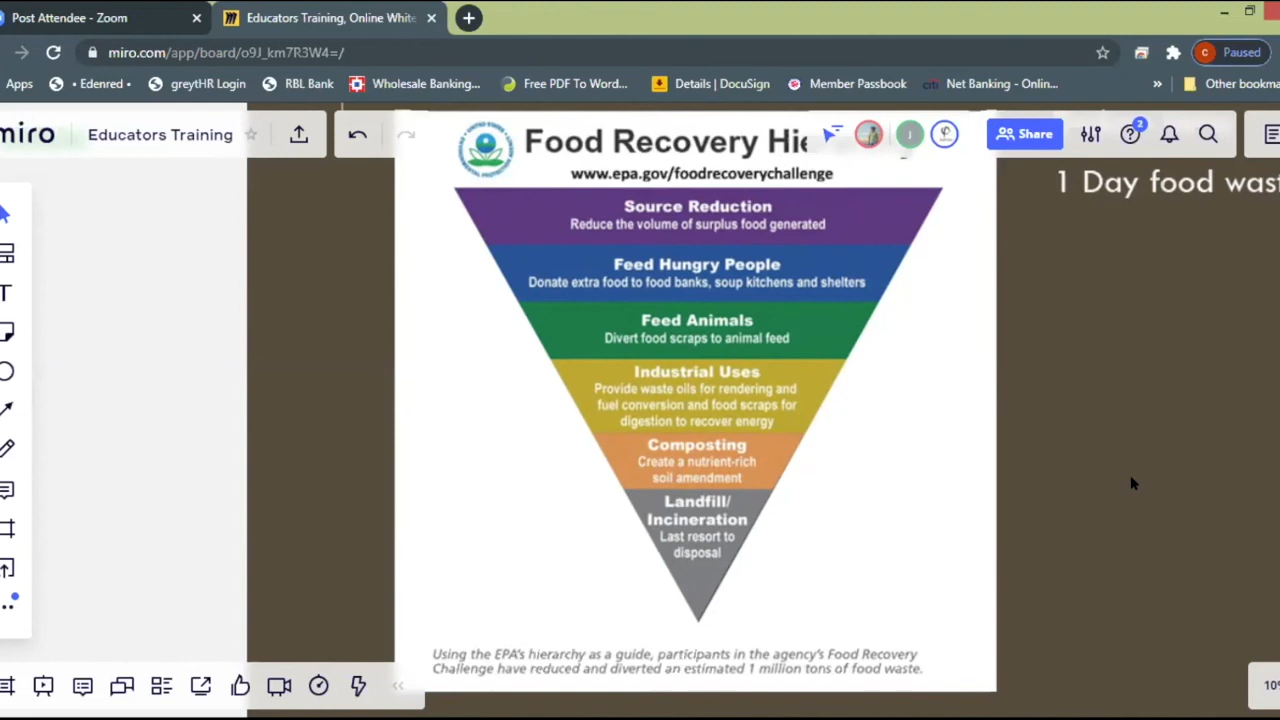 Post Attendee - Zoom
Educators Training, Online White
miro.com/app/board/o9J_km7R3W4=/
C
Paused
Apps
• Edenred •
greytHR Login
RBL Bank
Wholesale Banking...
Free PDF To Word...
Details | DocuSign
Member Passbook
citi
Net Banking - Onlin...
»
Other bookma
miro
Educators Training
J
Share
2
Food Recovery Hie
www.epa.gov/foodrecoverychallenge
1 Day food wast
Source Reduction
Reduce the volume of surplus food generated
Feed Hungry People
Donate extra food to food banks, soup kitchens and shelters
Feed Animals
Divert food scraps to animal feed
Industrial Uses
Provide waste oils for rendering and
fuel conversion and food scraps for
digestion to recover energy
Composting
Create a nutrient-rich
soil amendment
Landfill/
Incineration
Last resort to
disposal
Using the EPA's hierarchy as a guide, participants in the agency's Food Recovery
Challenge have reduced and diverted an estimated 1 million tons of food waste.